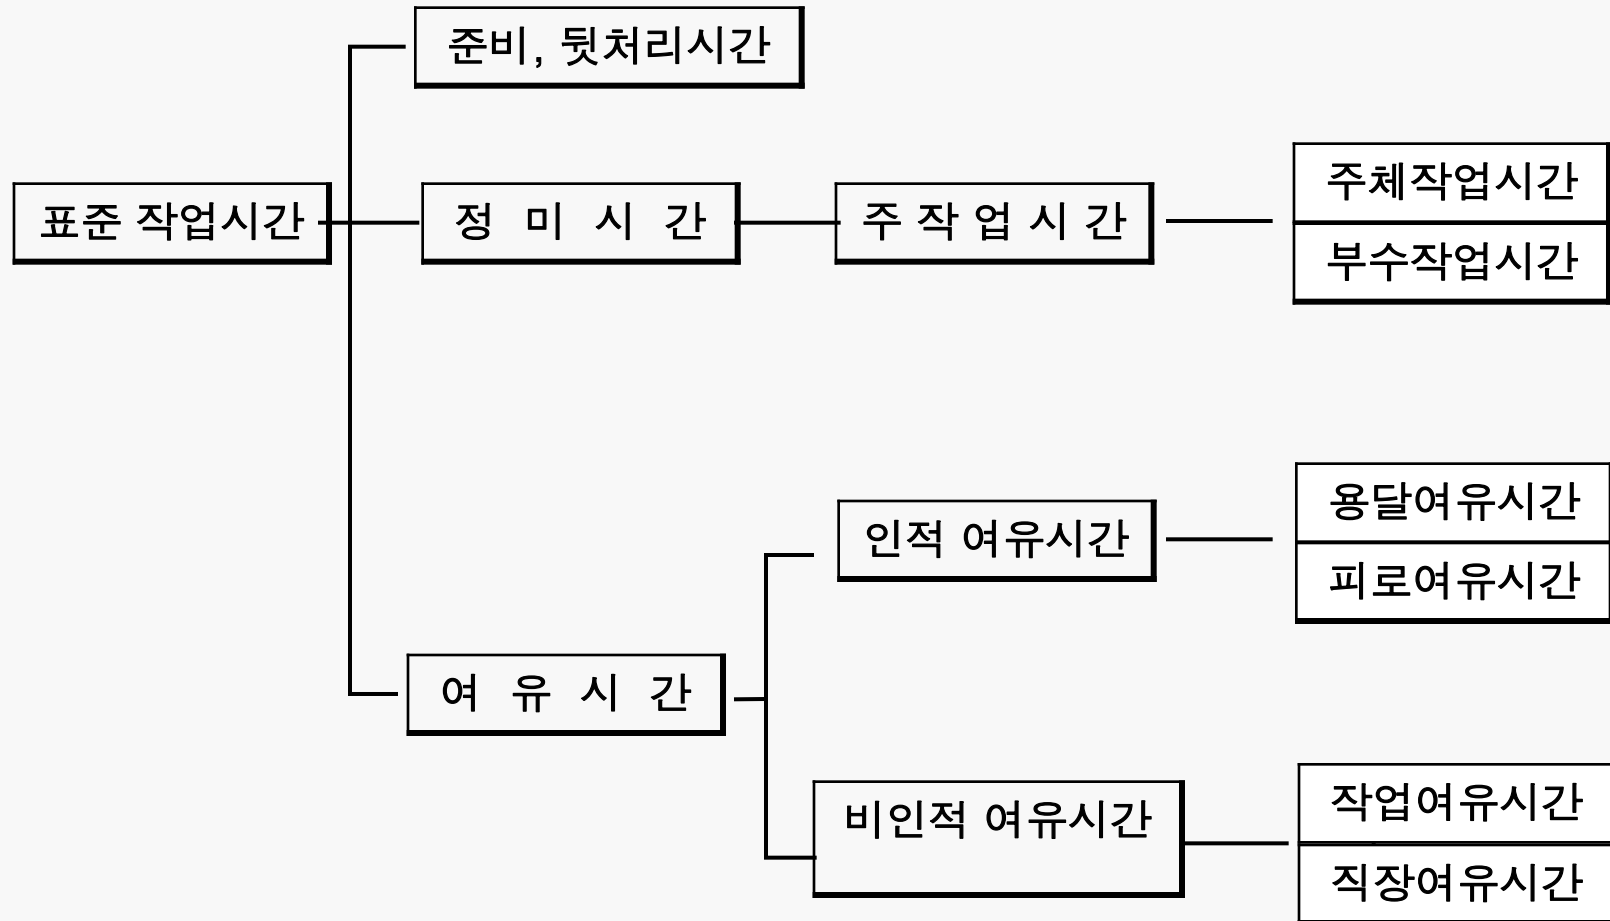 준비, 뒷처리시간
표준 작업시간
정 미 시 간
주 작 업 시 간
주체작업시간
부수작업시간
여 유 시 간
인적 여유시간
용달여유시간
피로여유시간
비인적 여유시간
작업여유시간
직장여유시간